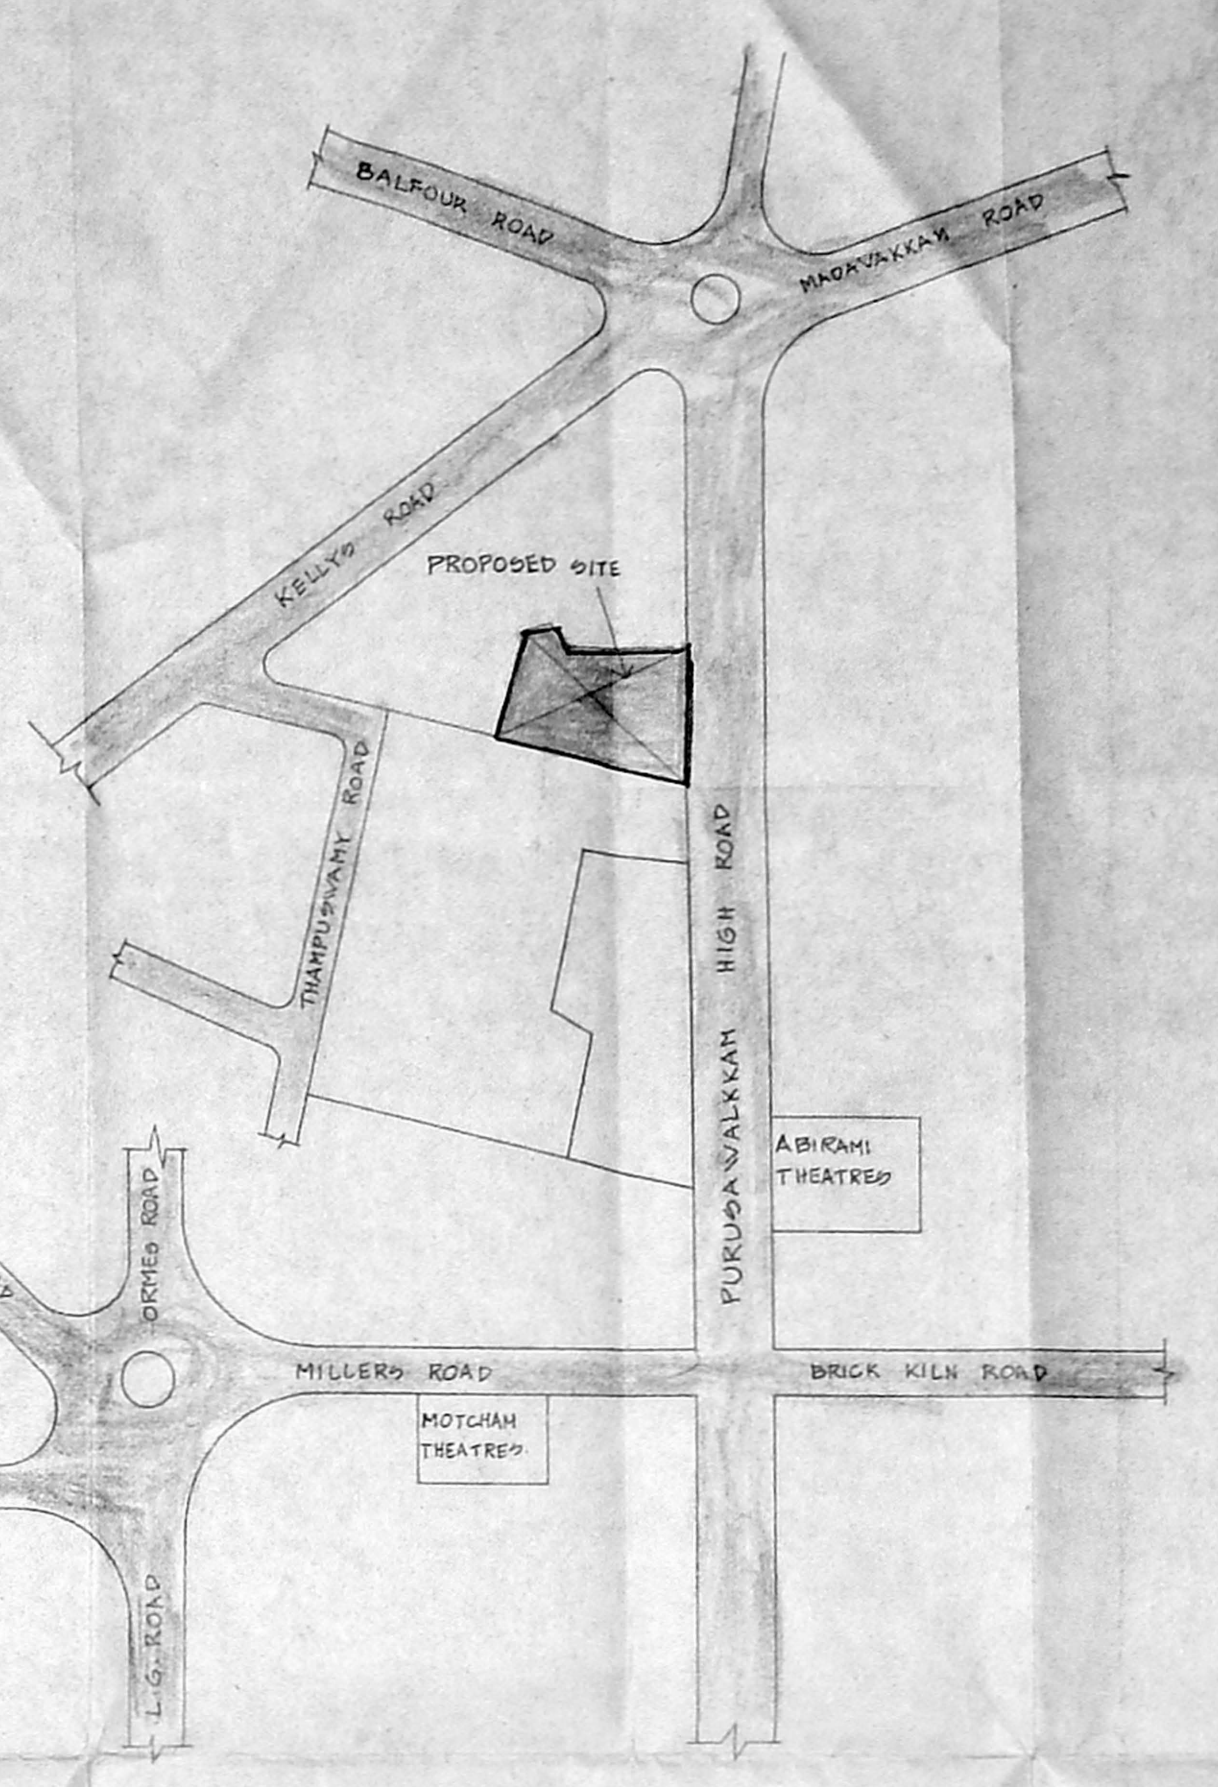 BALFOUR ROAD
MADAVAKKAM ROAD
KELLYS ROAD
PROPOSED SITE
THAMPUSWAMY ROAD
PURUSAWALKKAM HIGH ROAD
ABIRAMI
THEATRES
ORMES ROAD
MILLERS ROAD
BRICK KILN ROAD
MOTCHAM
THEATRES.
L.G. ROAD